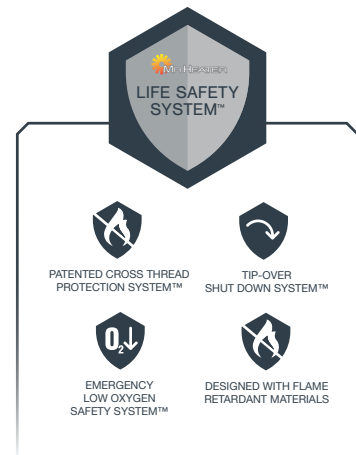 MR HEATER
LIFE SAFETY
SYSTEM™
PATENTED CROSS THREAD
PROTECTION SYSTEM™
TIP-OVER
SHUT DOWN SYSTEM™
O₂
EMERGENCY
LOW OXYGEN
SAFETY SYSTEM™
DESIGNED WITH FLAME
RETARDANT MATERIALS